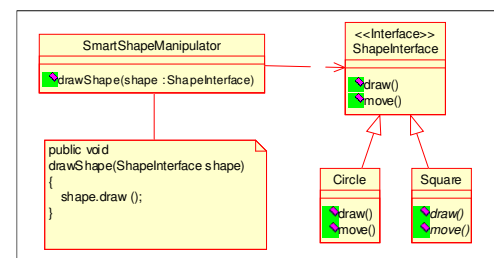 SmartShapeManipulator
drawShape(shape :ShapeInterface)
<<Interface>>
ShapeInterface
draw()
move()
public void
drawShape(ShapeInterface shape)
{
shape.draw ();
}
Circle
draw()
move()
Square
draw()
move()